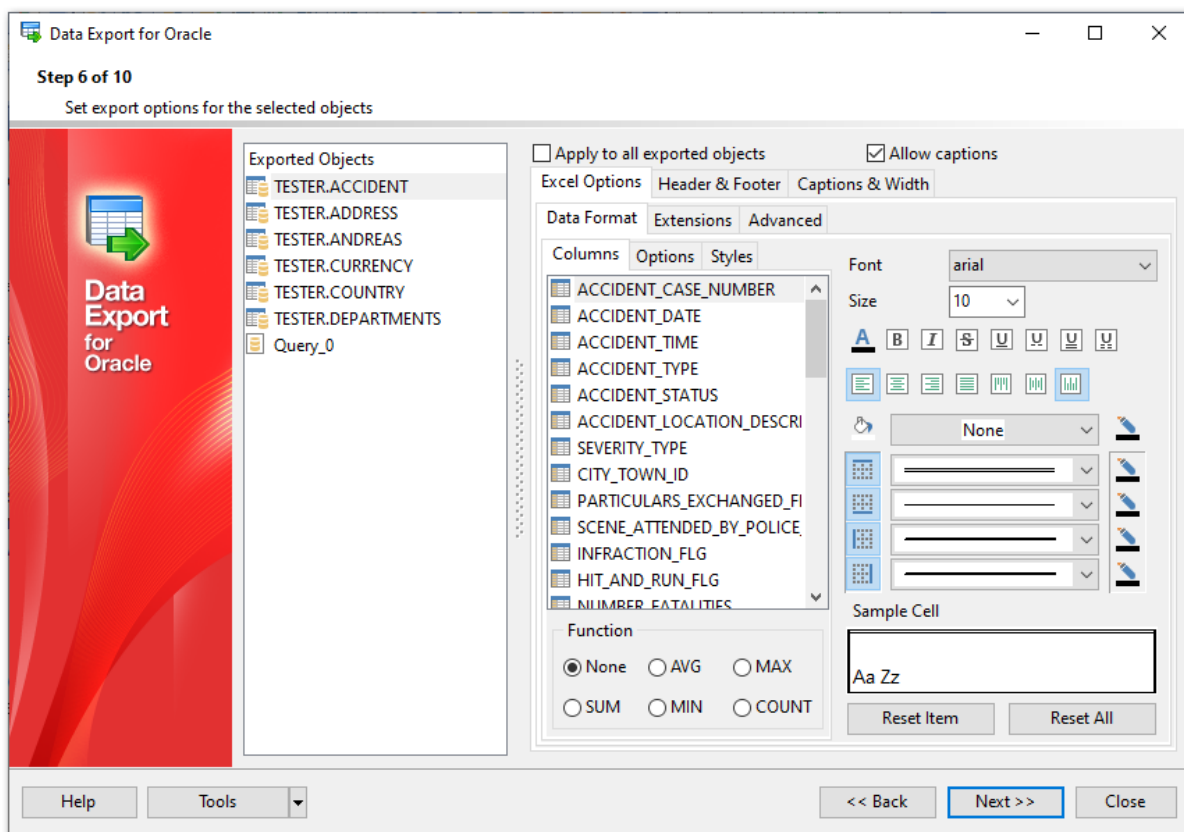 Data Export for Oracle
Step 6 of 10
Set export options for the selected objects
Data
Export
for
Oracle
Exported Objects
TESTER.ACCIDENT
TESTER.ADDRESS
TESTER.ANDREAS
TESTER.CURRENCY
TESTER.COUNTRY
TESTER.DEPARTMENTS
Query_0
Apply to all exported objects Allow captions
Excel Options Header & Footer Captions & Width
Data Format Extensions Advanced
Columns Options Styles
ACCIDENT_CASE_NUMBER
ACCIDENT_DATE
ACCIDENT_TIME
ACCIDENT_TYPE
ACCIDENT_STATUS
ACCIDENT_LOCATION_DESCRI
SEVERITY_TYPE
CITY_TOWN_ID
PARTICULARS_EXCHANGED_FI
SCENE_ATTENDED_BY_POLICE_
INFRACTION_FLG
HIT_AND_RUN_FLG
NUMBER_FATALITIES
Function
None AVG MAX
SUM MIN COUNT
Font arial
Size 10
A B I S U U U U
None
Sample Cell
Aa Zz
Reset Item Reset All
Help Tools << Back Next >> Close